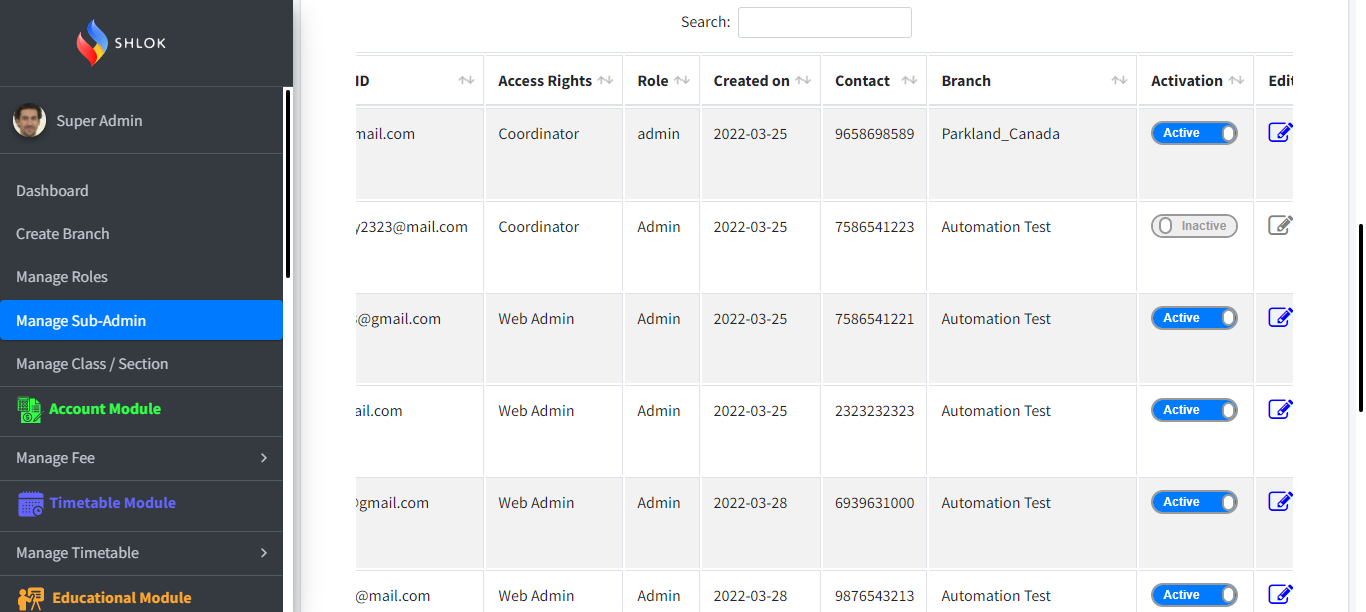 SHLOK
Super Admin
Dashboard
Create Branch
Manage Roles
Manage Sub-Admin
Manage Class / Section
Account Module
Manage Fee
Timetable Module
Manage Timetable
Educational Module
Search:
ID Access Rights Role Created on Contact Branch Activation Edit
mail.com Coordinator admin 2022-03-25 9658698589 Parkland_Canada Active
y2323@mail.com Coordinator Admin 2022-03-25 7586541223 Automation Test Inactive
@gmail.com Web Admin Admin 2022-03-25 7586541221 Automation Test Active
ail.com Web Admin Admin 2022-03-25 2323232323 Automation Test Active
@gmail.com Web Admin Admin 2022-03-28 6939631000 Automation Test Active
@mail.com Web Admin Admin 2022-03-28 9876543213 Automation Test Active